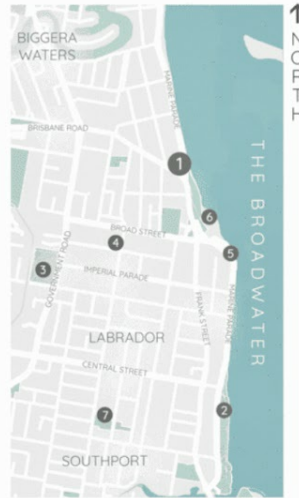 BIGGERA
WATERS
MARINE PARADE
BRISBANE ROAD
1
THE BROADWATER
6
BROAD STREET
4
5
GOVERNMENT ROAD
3
IMPERIAL PARADE
FRANK STREET
MARINE PARADE
LABRADOR
CENTRAL STREET
2
7
SOUTHPORT